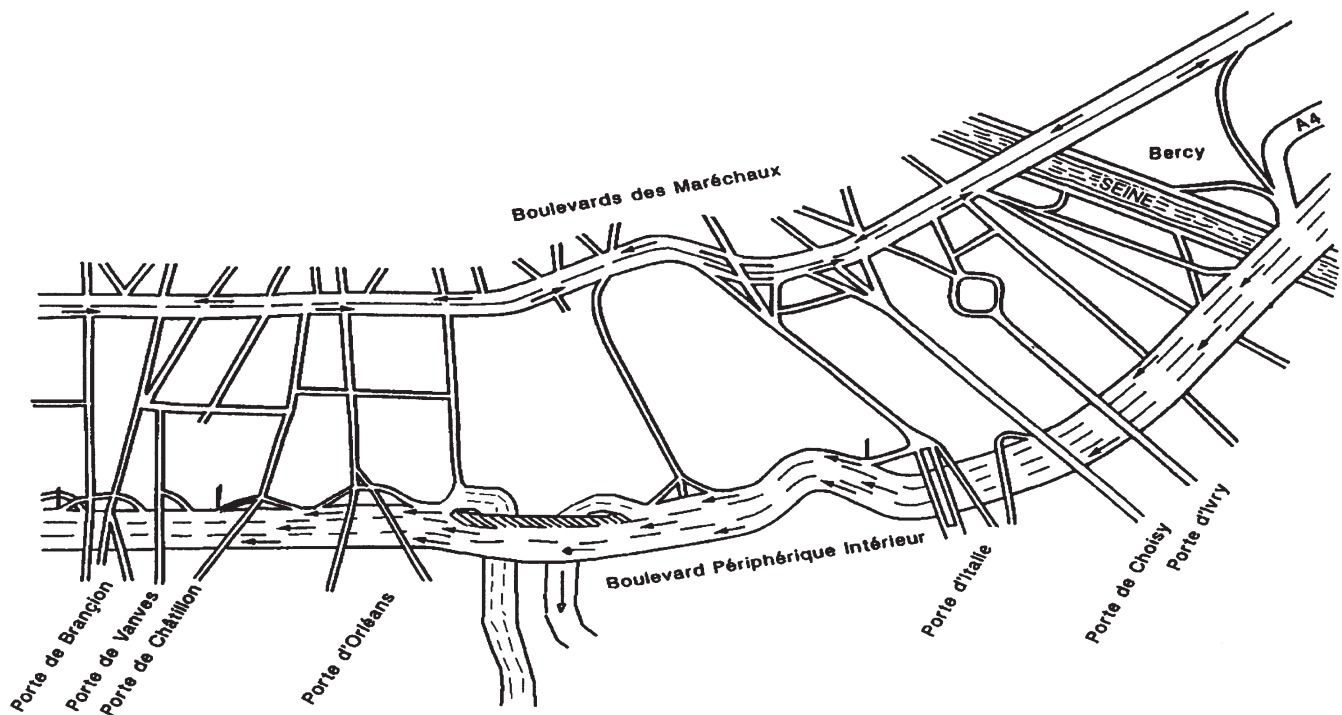 A4
Bercy
SEINE
Boulevards des Maréchaux
Boulevard Périphérique Intérieur
Porte de Brançion
Porte de Vanves
Porte de Châtillon
Porte d'Orléans
Porte d'Italie
Porte de Choisy
Porte d'Ivry